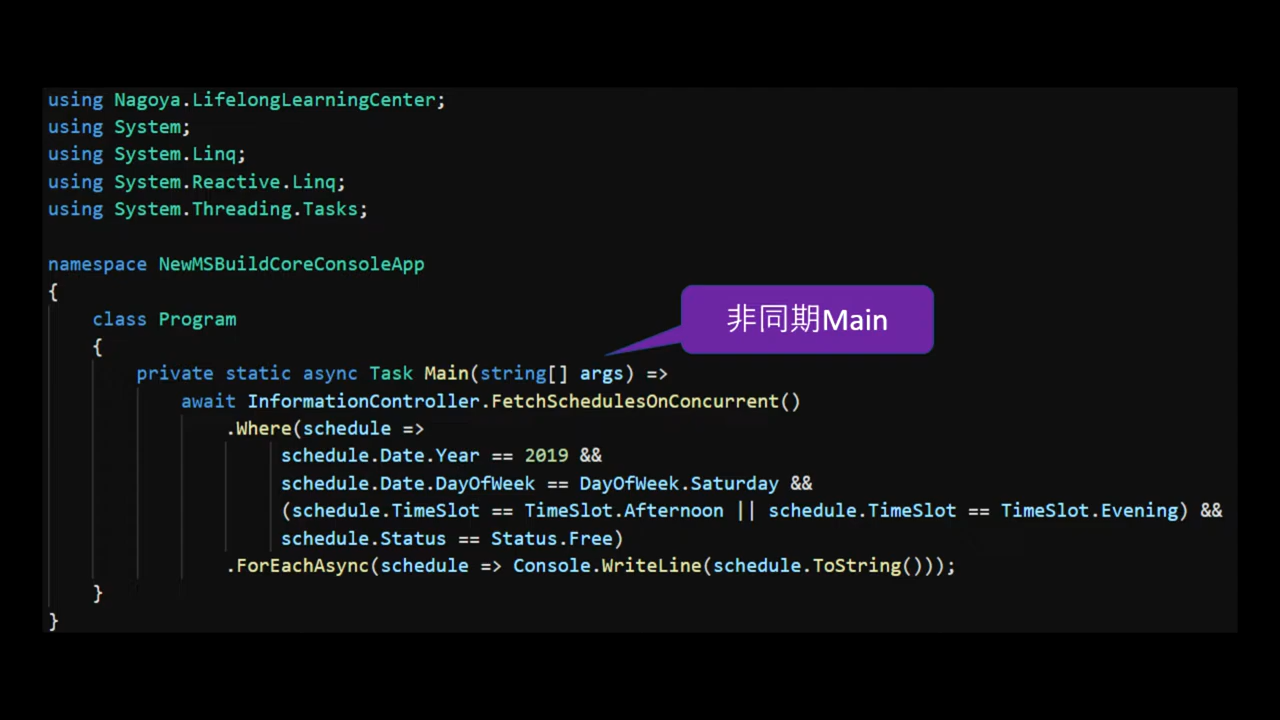 using Nagoya.LifelongLearningCenter;
using System;
using System.Linq;
using System.Reactive.Linq;
using System.Threading.Tasks;
namespace NewMSBuildCoreConsoleApp
{
class Program
{
非同期Main
private static async Task Main(string[] args) =>
await InformationController.FetchSchedulesOnConcurrent()
.Where(schedule =>
schedule.Date.Year == 2019 &&
schedule.Date.DayOfWeek == DayOfWeek.Saturday &&
(schedule.TimeSlot == TimeSlot.Afternoon || schedule.TimeSlot == TimeSlot.Evening) &&
schedule.Status == Status.Free)
.ForEachAsync(schedule => Console.WriteLine(schedule.ToString()));
}
}